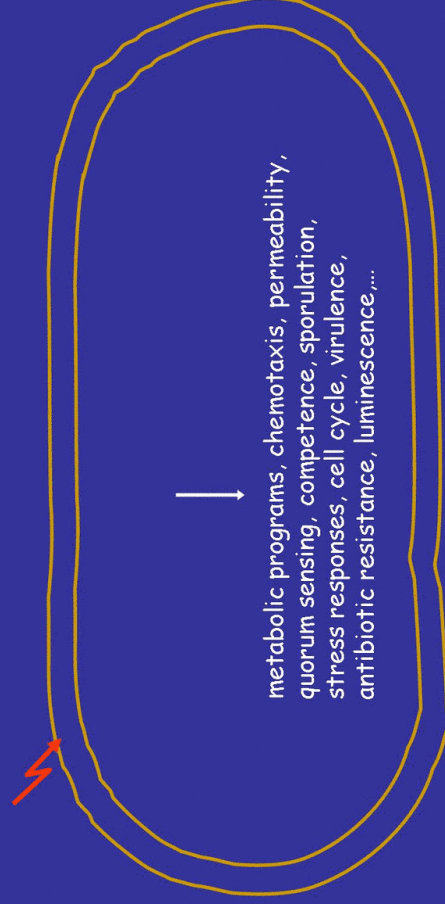 metabolic programs, chemotaxis, permeability,
quorum sensing, competence, sporulation,
stress responses, cell cycle, virulence,
antibiotic resistance, luminescence,...